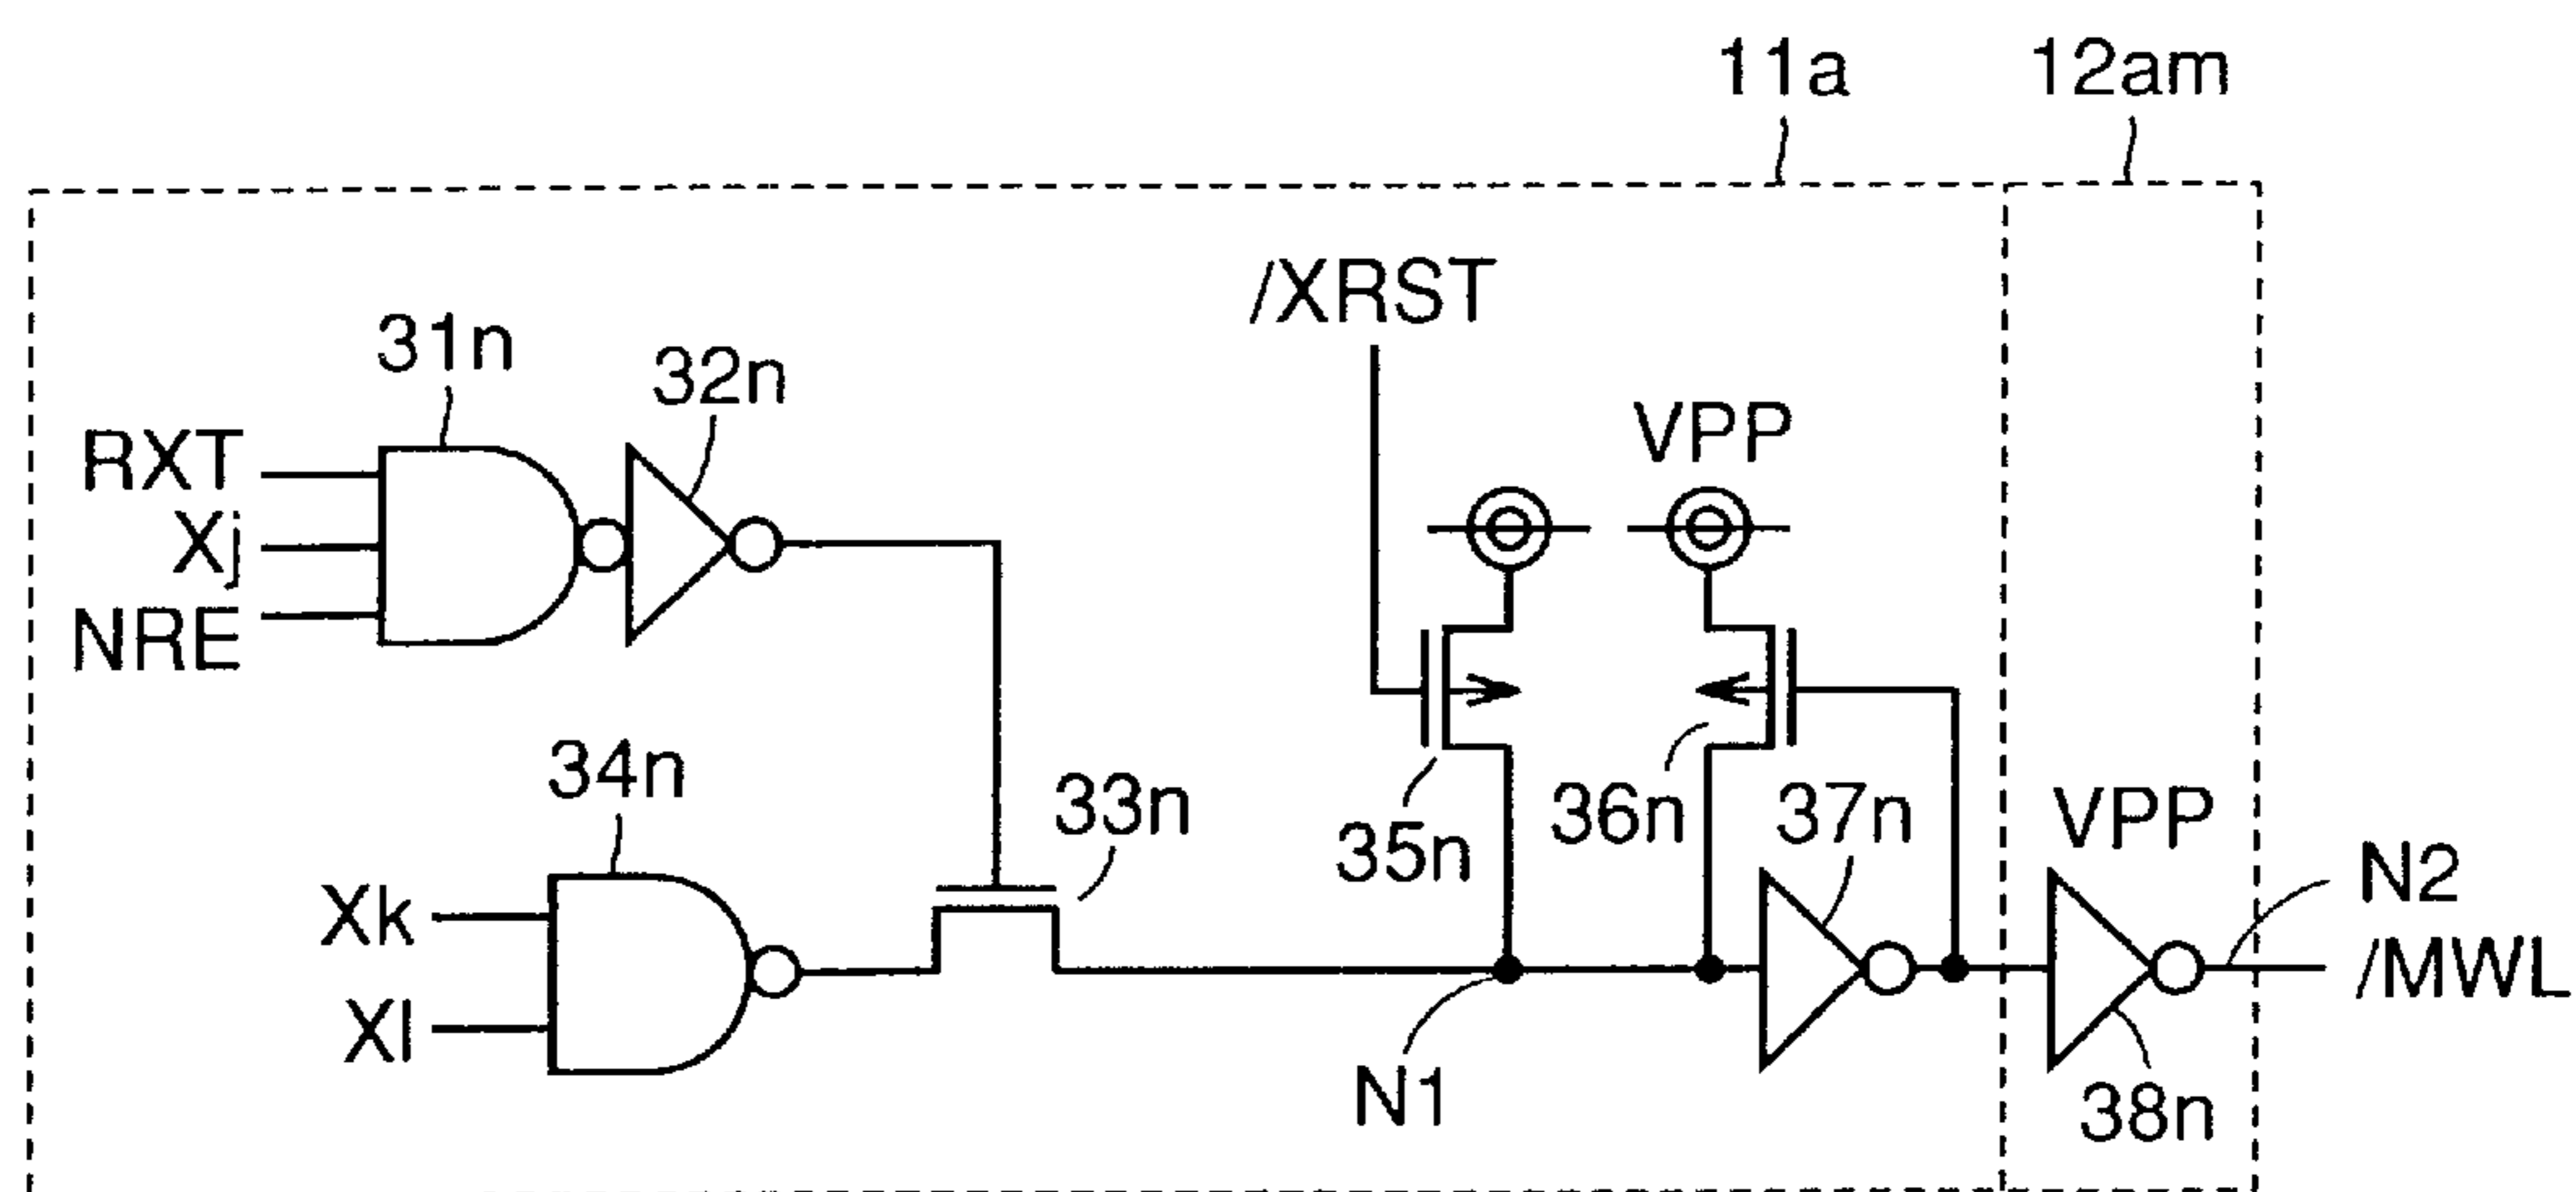 11a
12am
/XRST
31n
32n
VPP
RXT
Xj
NRE
34n
33n
35n
36n
37n
VPP
N2
/MWL
Xk
Xl
N1
38n